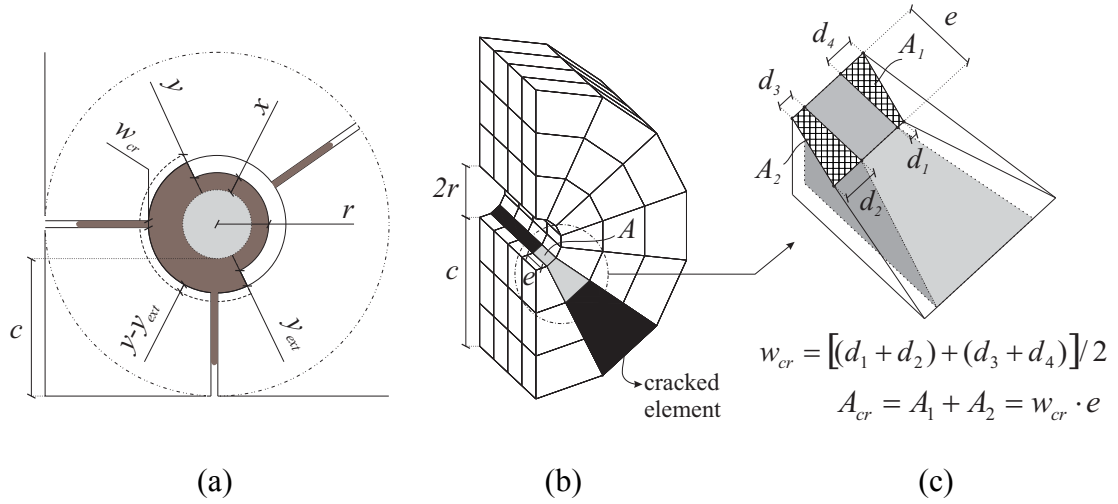 y
x
w_cr
r
c
y-y_ext
y_ext
(a)
2r
c
A
e
cracked
element
(b)
e
d_4
A_1
d_3
d_1
A_2
d_2
w_cr = [(d_1 + d_2) + (d_3 + d_4)]/2
A_cr = A_1 + A_2 = w_cr · e
(c)